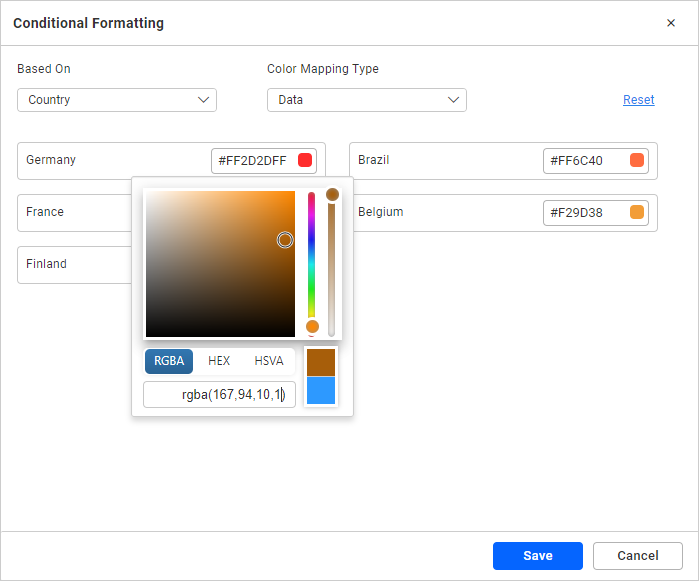 Conditional Formatting
Based On
Color Mapping Type
Country
Data
Reset
Germany
#FF2D2DFF
Brazil
#FF6C40
France
Belgium
#F29D38
Finland
RGBA
HEX
HSVA
rgba(167,94,10,1)
Save
Cancel